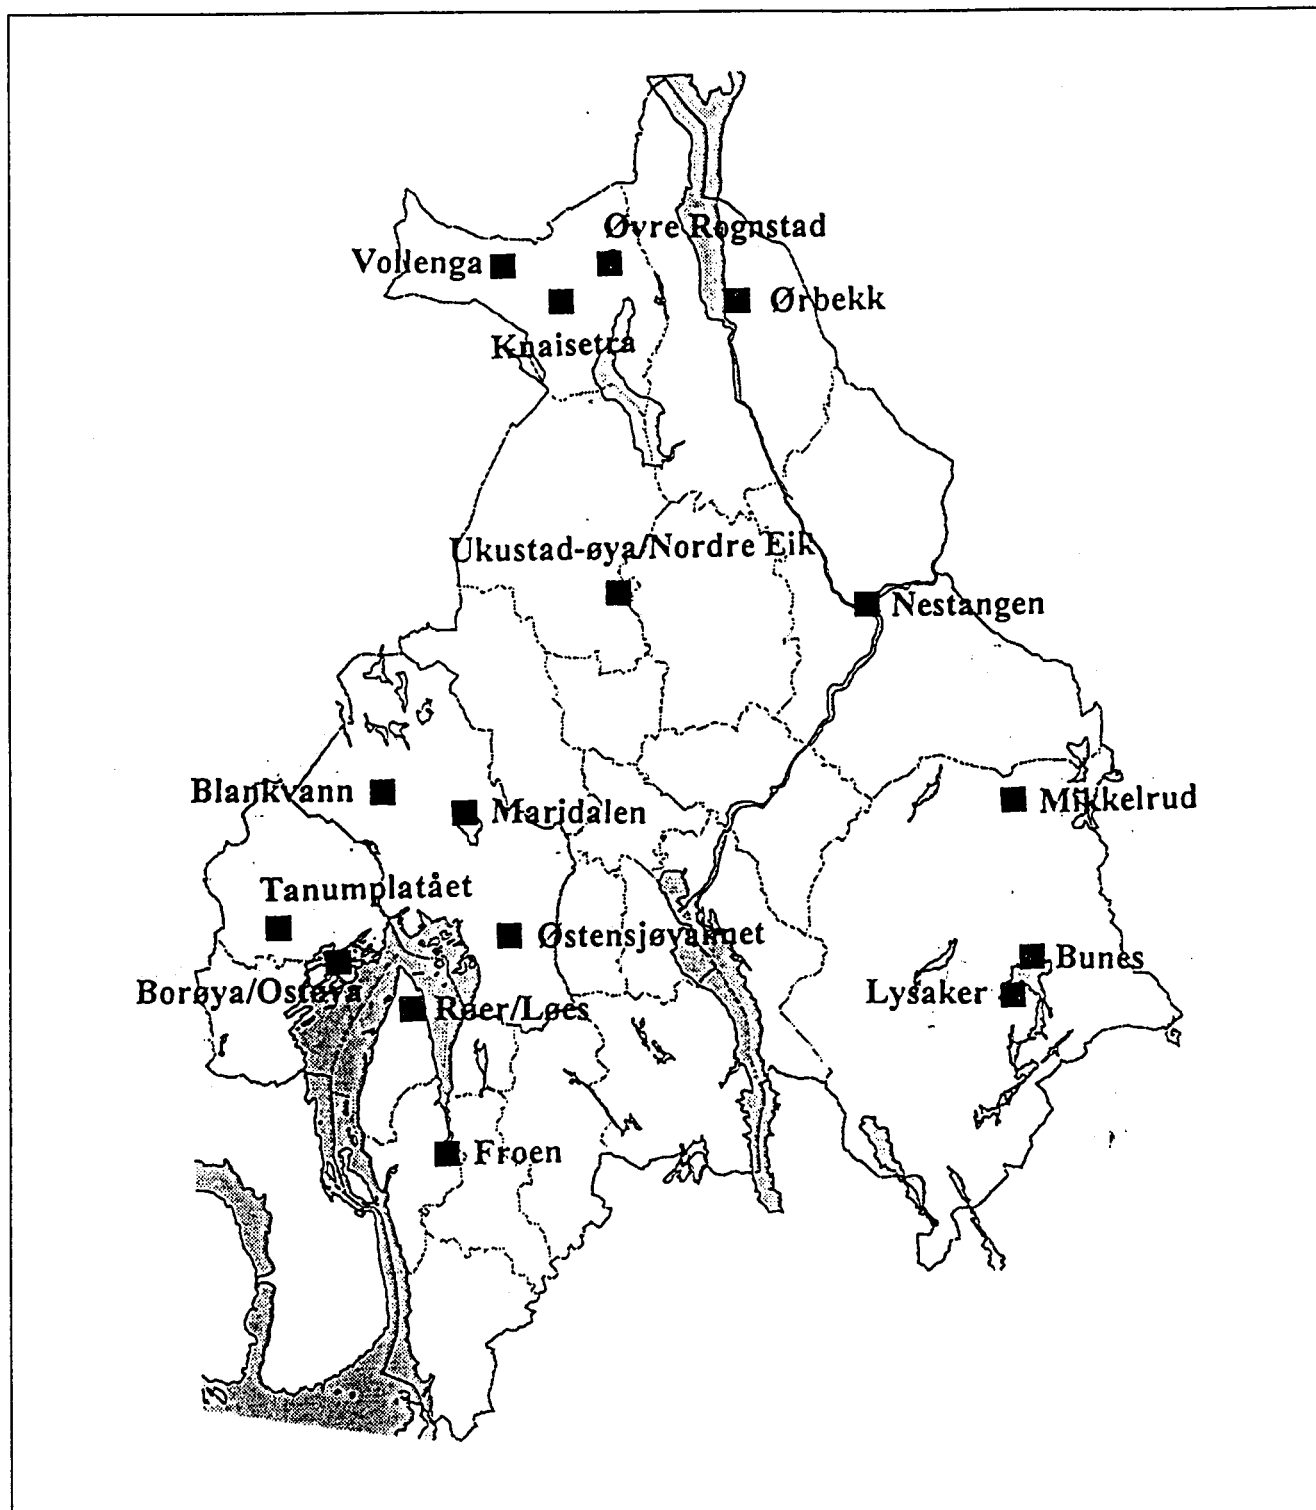 Øvre Rognstad
Vollenga
Ørbekk
Knaisetra
Ukustad-øya/Nordre Eik
Nestangen
Blankvann
Maridalen
Mikkelrud
Tanumplatået
Østensjøvannet
Bunes
Borøya/Ostøya
Lysaker
Røer/Løes
Froen